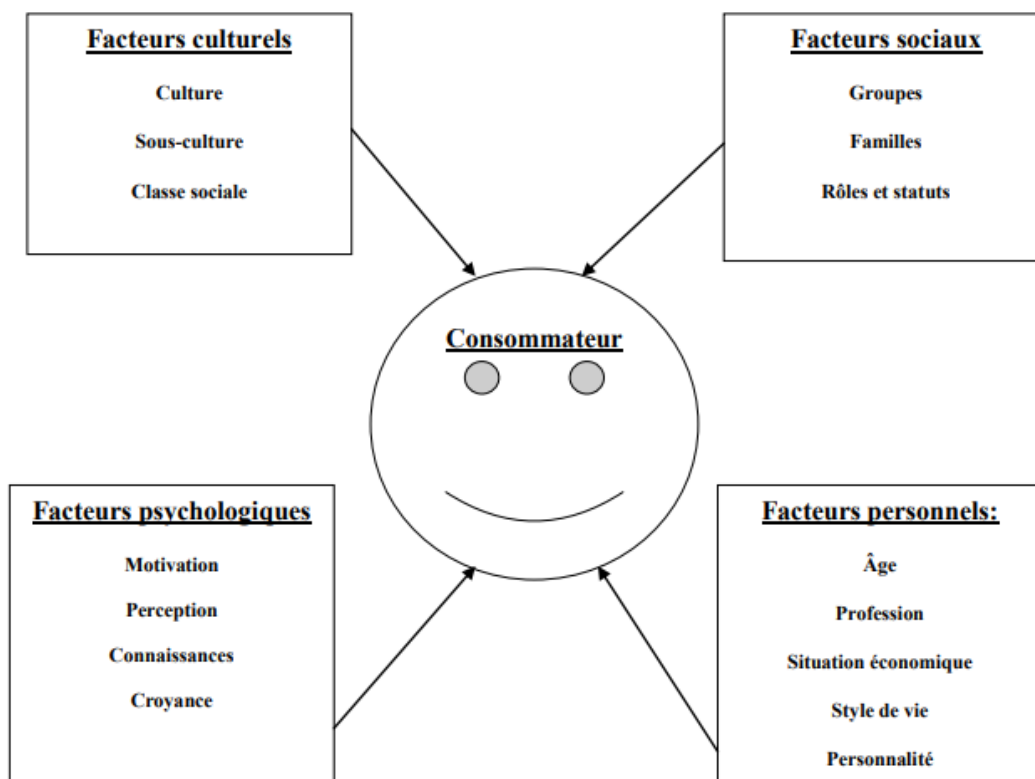 Facteurs culturels
Culture
Sous-culture
Classe sociale
Facteurs sociaux
Groupes
Familles
Rôles et statuts
Consommateur
Facteurs psychologiques
Motivation
Perception
Connaissances
Croyance
Facteurs personnels:
Âge
Profession
Situation économique
Style de vie
Personnalité